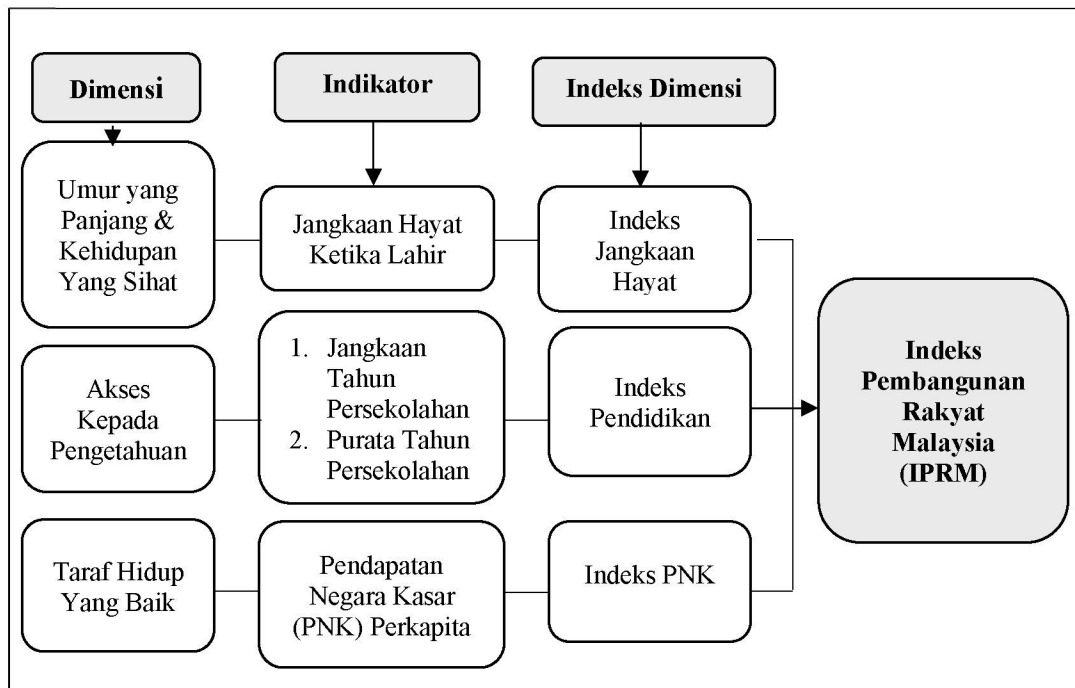 Dimensi
Indikator
Indeks Dimensi
Umur yang
Panjang &
Kehidupan
Yang Sihat
Jangkaan Hayat
Ketika Lahir
Indeks
Jangkaan
Hayat
Akses
Kepada
Pengetahuan
1. Jangkaan
Tahun
Persekolahan
2. Purata Tahun
Persekolahan
Indeks
Pendidikan
Taraf Hidup
Yang Baik
Pendapatan
Negara Kasar
(PNK) Perkapita
Indeks PNK
Indeks
Pembangunan
Rakyat
Malaysia
(IPRM)